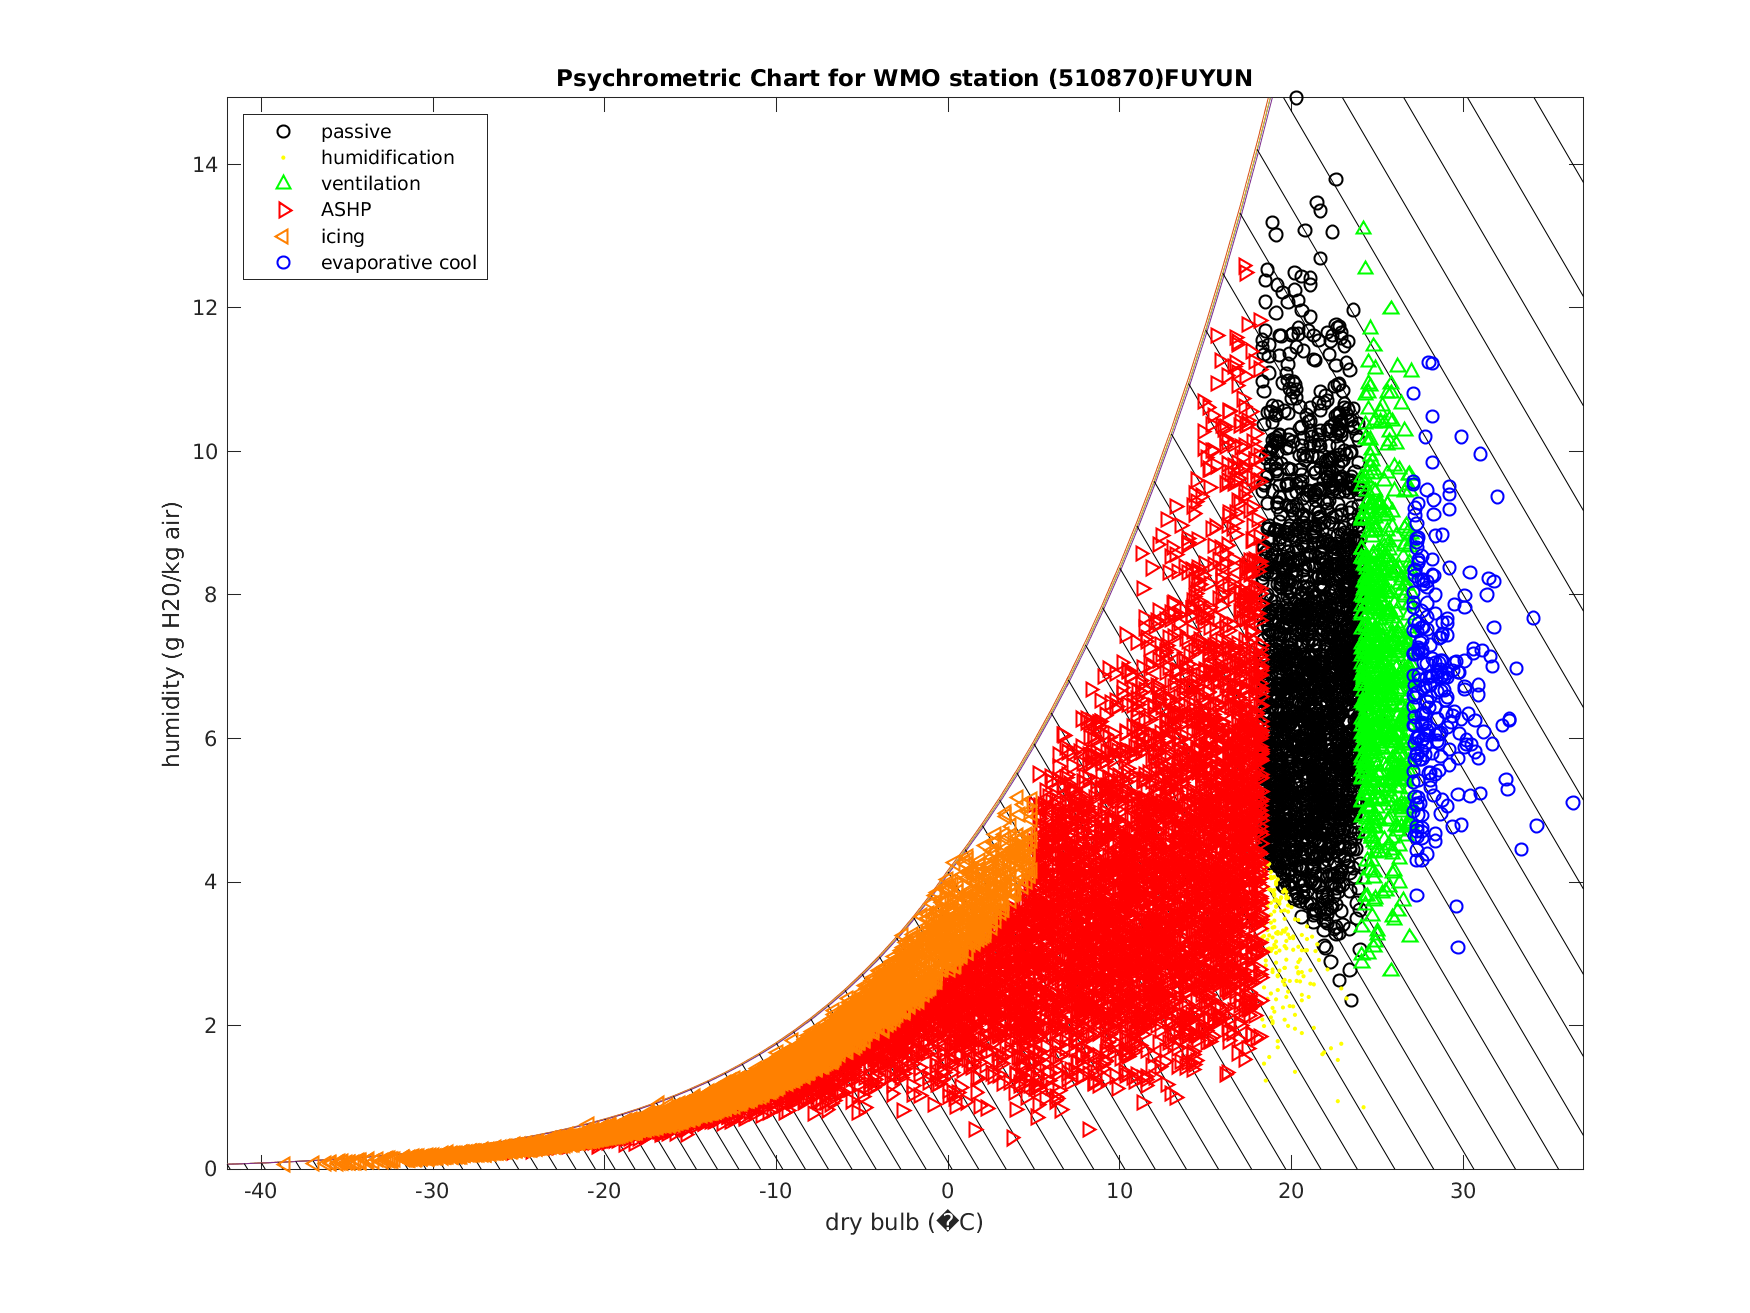 Psychrometric Chart for WMO station (510870)FUYUN
passive
humidification
ventilation
ASHP
icing
evaporative cool
14
12
10
8
6
4
2
0
humidity (g H20/kg air)
-40
-30
-20
-10
0
10
20
30
dry bulb (�C)